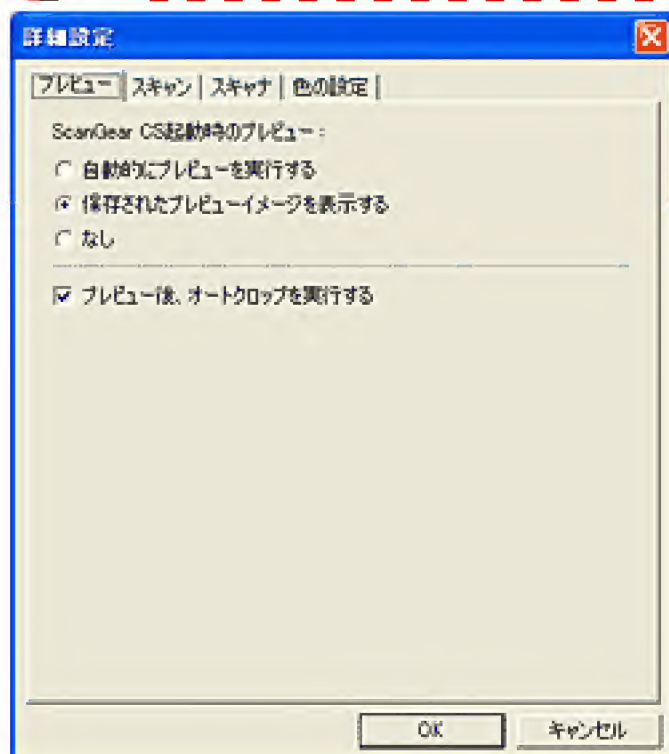 詳細設定
プレビュー スキャン スキャナ 色の設定
ScanGear CS起動時のプレビュー：
自動的にプレビューを実行する
保存されたプレビューイメージを表示する
なし
プレビュー後、オートクロップを実行する
OK キャンセル